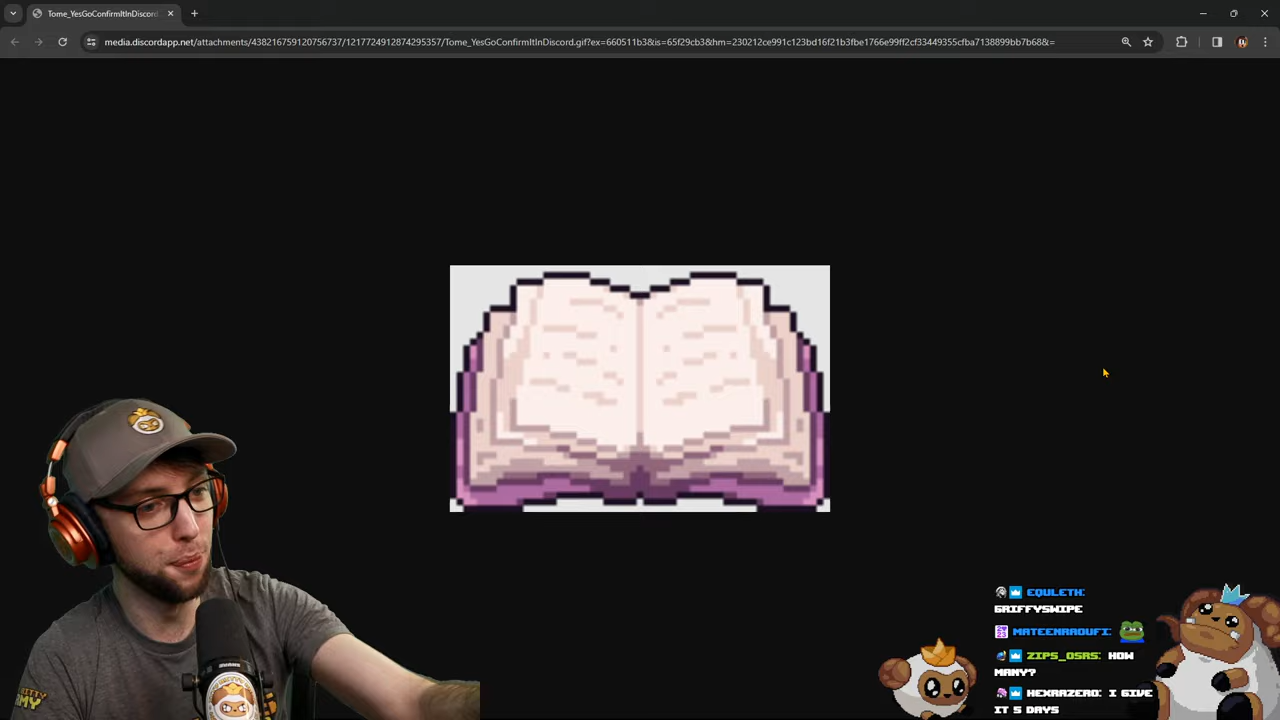 Tome_YesGoConfirmItInDiscord
media.discordapp.net/attachments/438216759120756737/1217724912874295357/Tome_YesGoConfirmItInDiscord.gif?ex=660511b3&is=65f29cb3&hm=230212ce991c123bd16f21b3fbe1766e99ff2cf33449355cfba7138899bb7b68&=
EQULETH:
GRIFFYSWIPE
MATEENRAOUFI:
ZIPS_OSRS: HOW
MANY?
HEXRAZERO: I GIVE
IT 5 DAYS